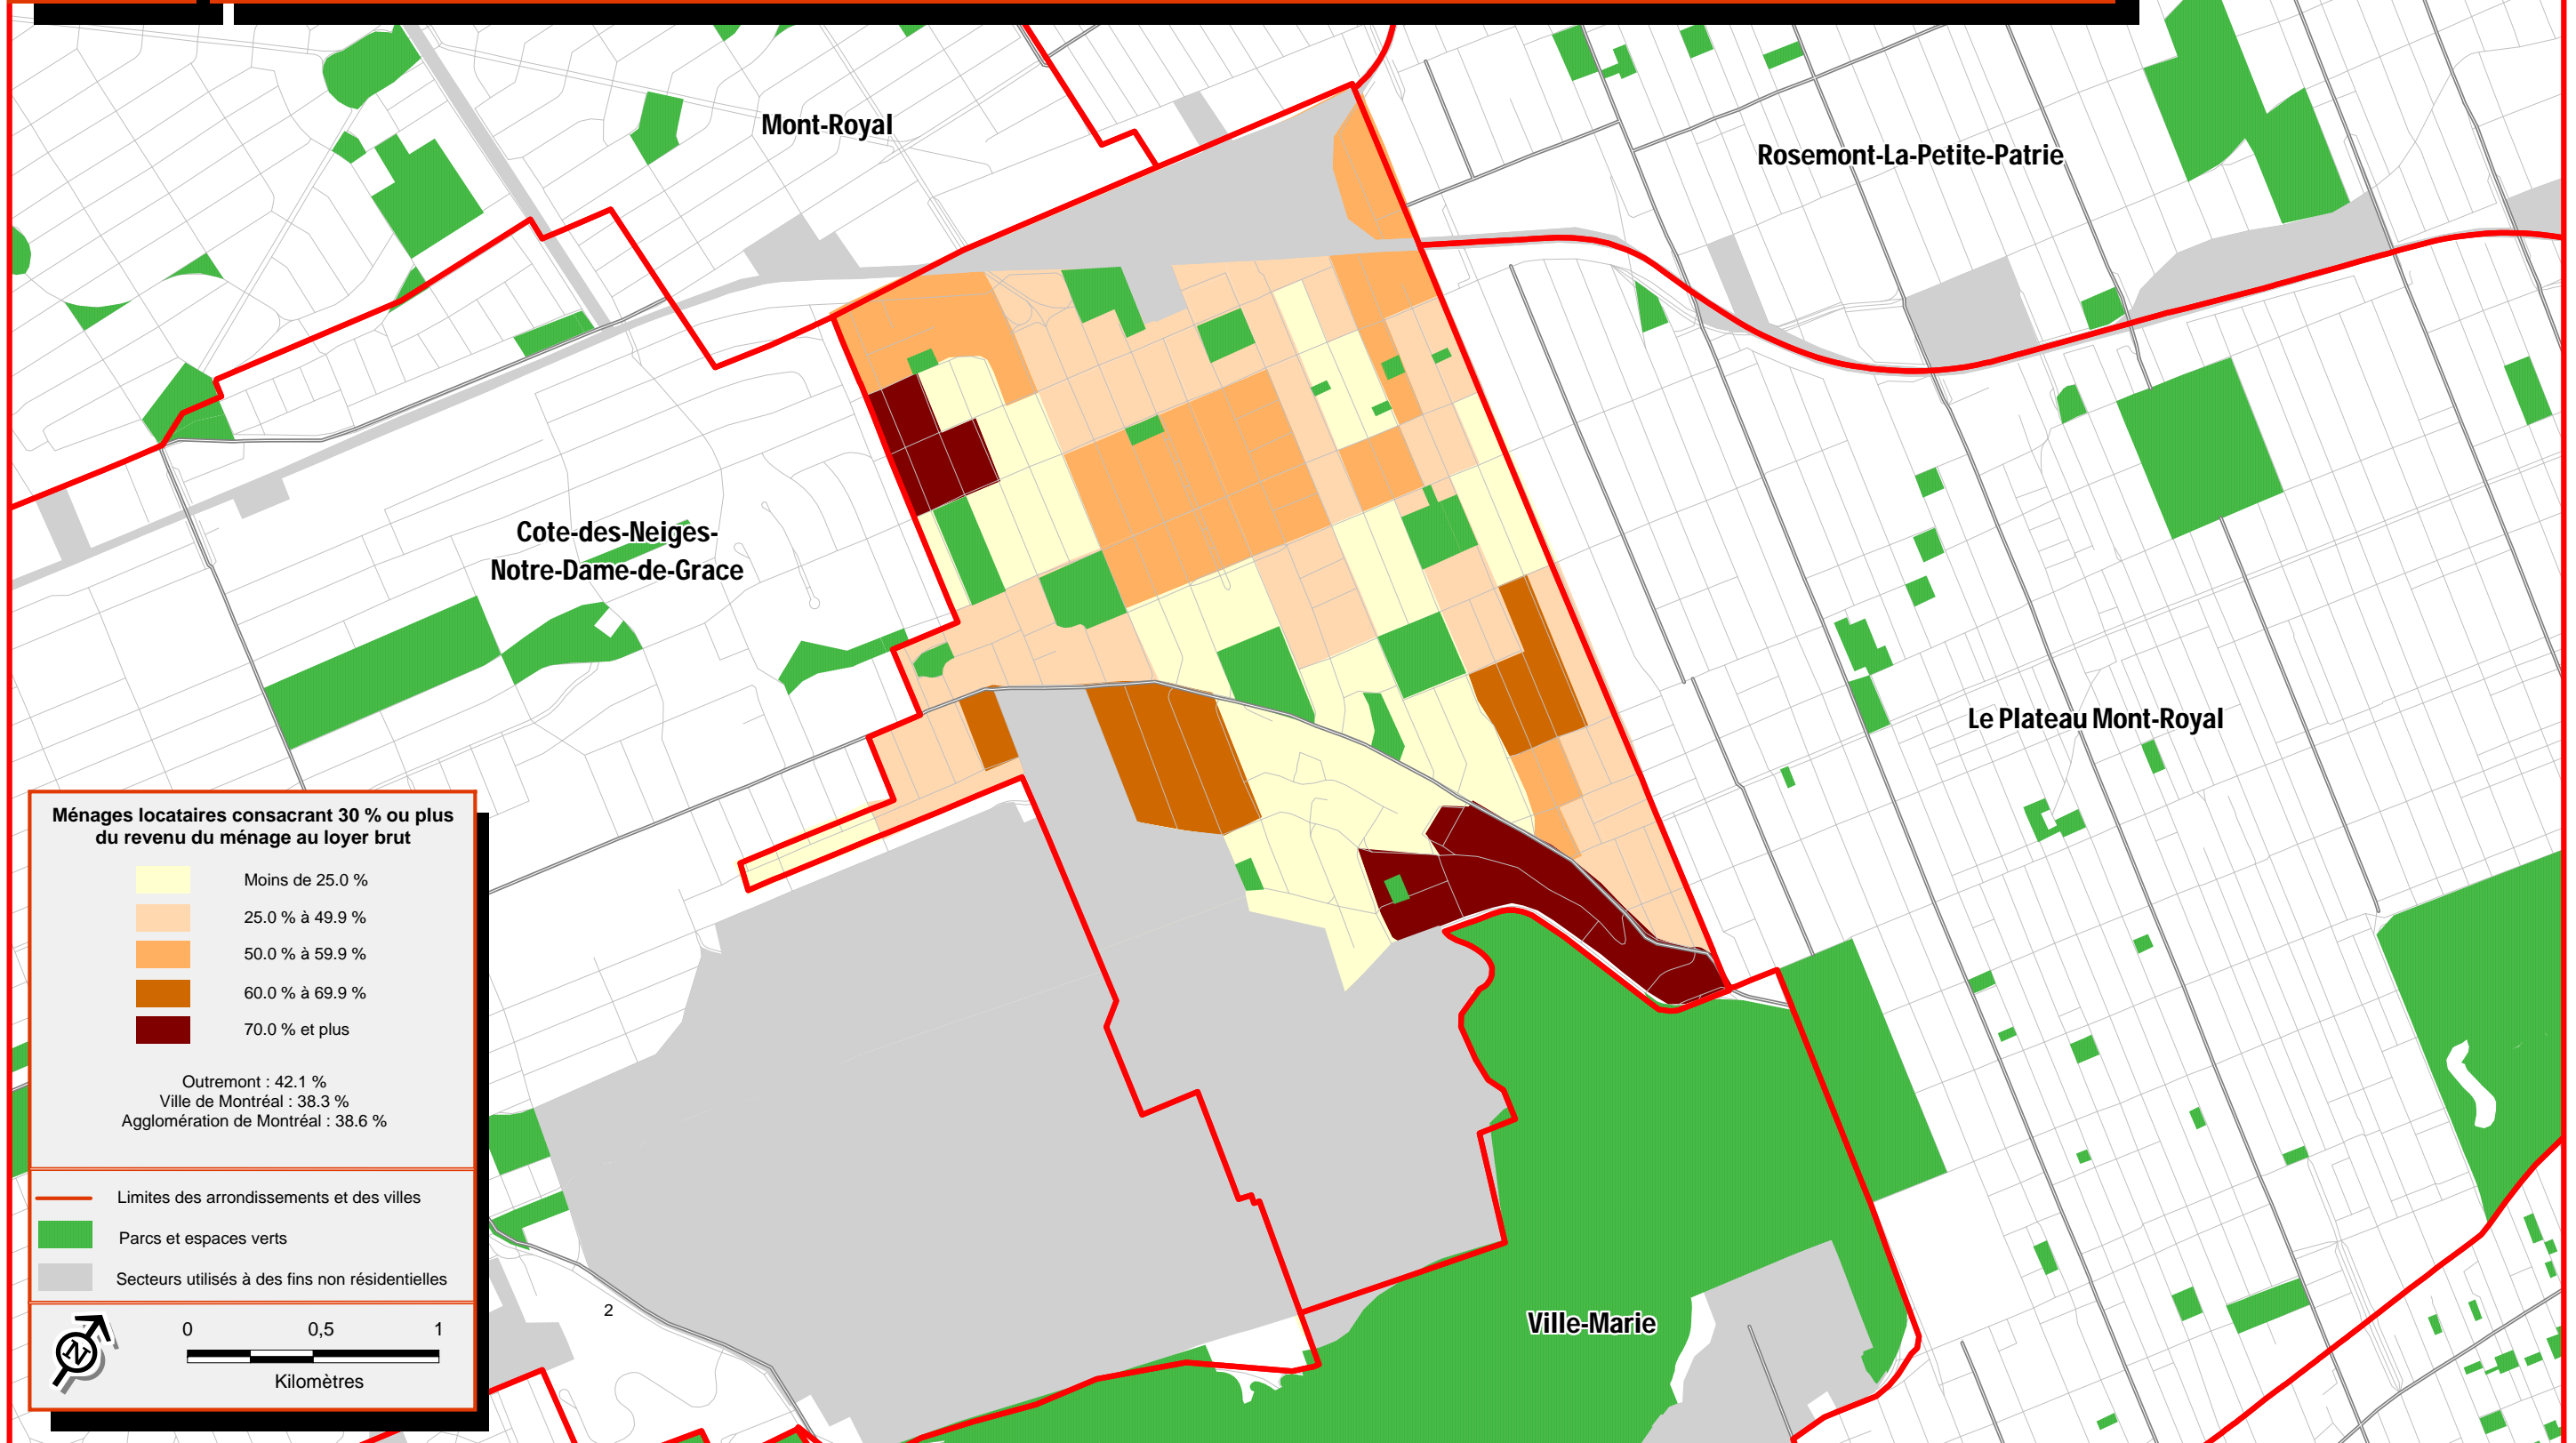 Mont-Royal
Rosemont-La-Petite-Patrie
Cote-des-Neiges-
Notre-Dame-de-Grace
Le Plateau Mont-Royal
Ville-Marie
Ménages locataires consacrant 30 % ou plus
du revenu du ménage au loyer brut
Moins de 25.0 %
25.0 % à 49.9 %
50.0 % à 59.9 %
60.0 % à 69.9 %
70.0 % et plus
Outremont : 42.1 %
Ville de Montréal : 38.3 %
Agglomération de Montréal : 38.6 %
Limites des arrondissements et des villes
Parcs et espaces verts
Secteurs utilisés à des fins non résidentielles
N
0 0,5 1
Kilomètres
2